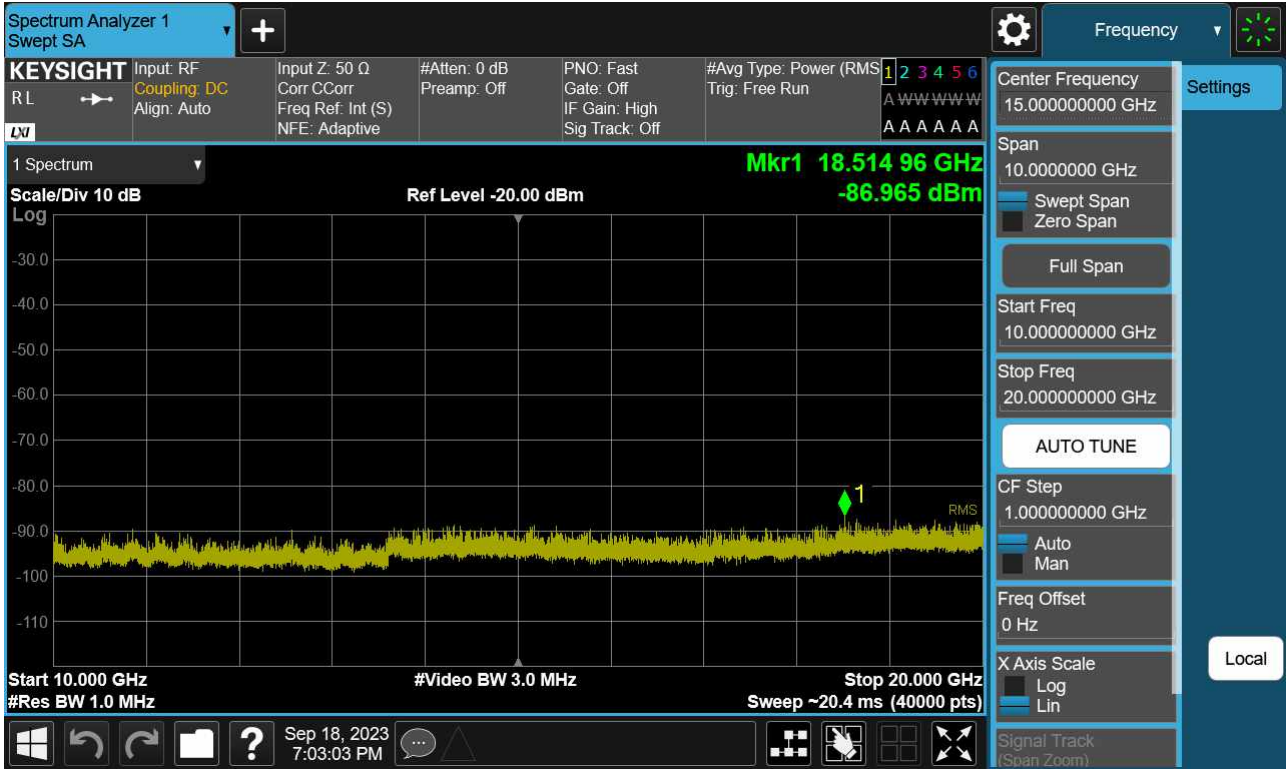 Spectrum Analyzer 1
Swept SA
Frequency
KEYSIGHT
R L
LXI
Input: RF
Coupling: DC
Align: Auto
Input Z: 50 Ω
Corr CCorr
Freq Ref: Int (S)
NFE: Adaptive
#Atten: 0 dB
Preamp: Off
PNO: Fast
Gate: Off
IF Gain: High
Sig Track: Off
#Avg Type: Power (RMS
Trig: Free Run
1 2 3 4 5 6
A W W W W W
A A A A A A
1 Spectrum
Scale/Div 10 dB
Log
Ref Level -20.00 dBm
Mkr1 18.514 96 GHz
-86.965 dBm
-30.0
-40.0
-50.0
-60.0
-70.0
-80.0
-90.0
-100
-110
1
RMS
Start 10.000 GHz
#Res BW 1.0 MHz
#Video BW 3.0 MHz
Stop 20.000 GHz
Sweep ~20.4 ms (40000 pts)
Center Frequency
15.000000000 GHz
Span
10.0000000 GHz
Swept Span
Zero Span
Full Span
Start Freq
10.000000000 GHz
Stop Freq
20.000000000 GHz
AUTO TUNE
CF Step
1.000000000 GHz
Auto
Man
Freq Offset
0 Hz
X Axis Scale
Log
Lin
Signal Track
(Span Zoom)
Settings
Local
?
Sep 18, 2023
7:03:03 PM